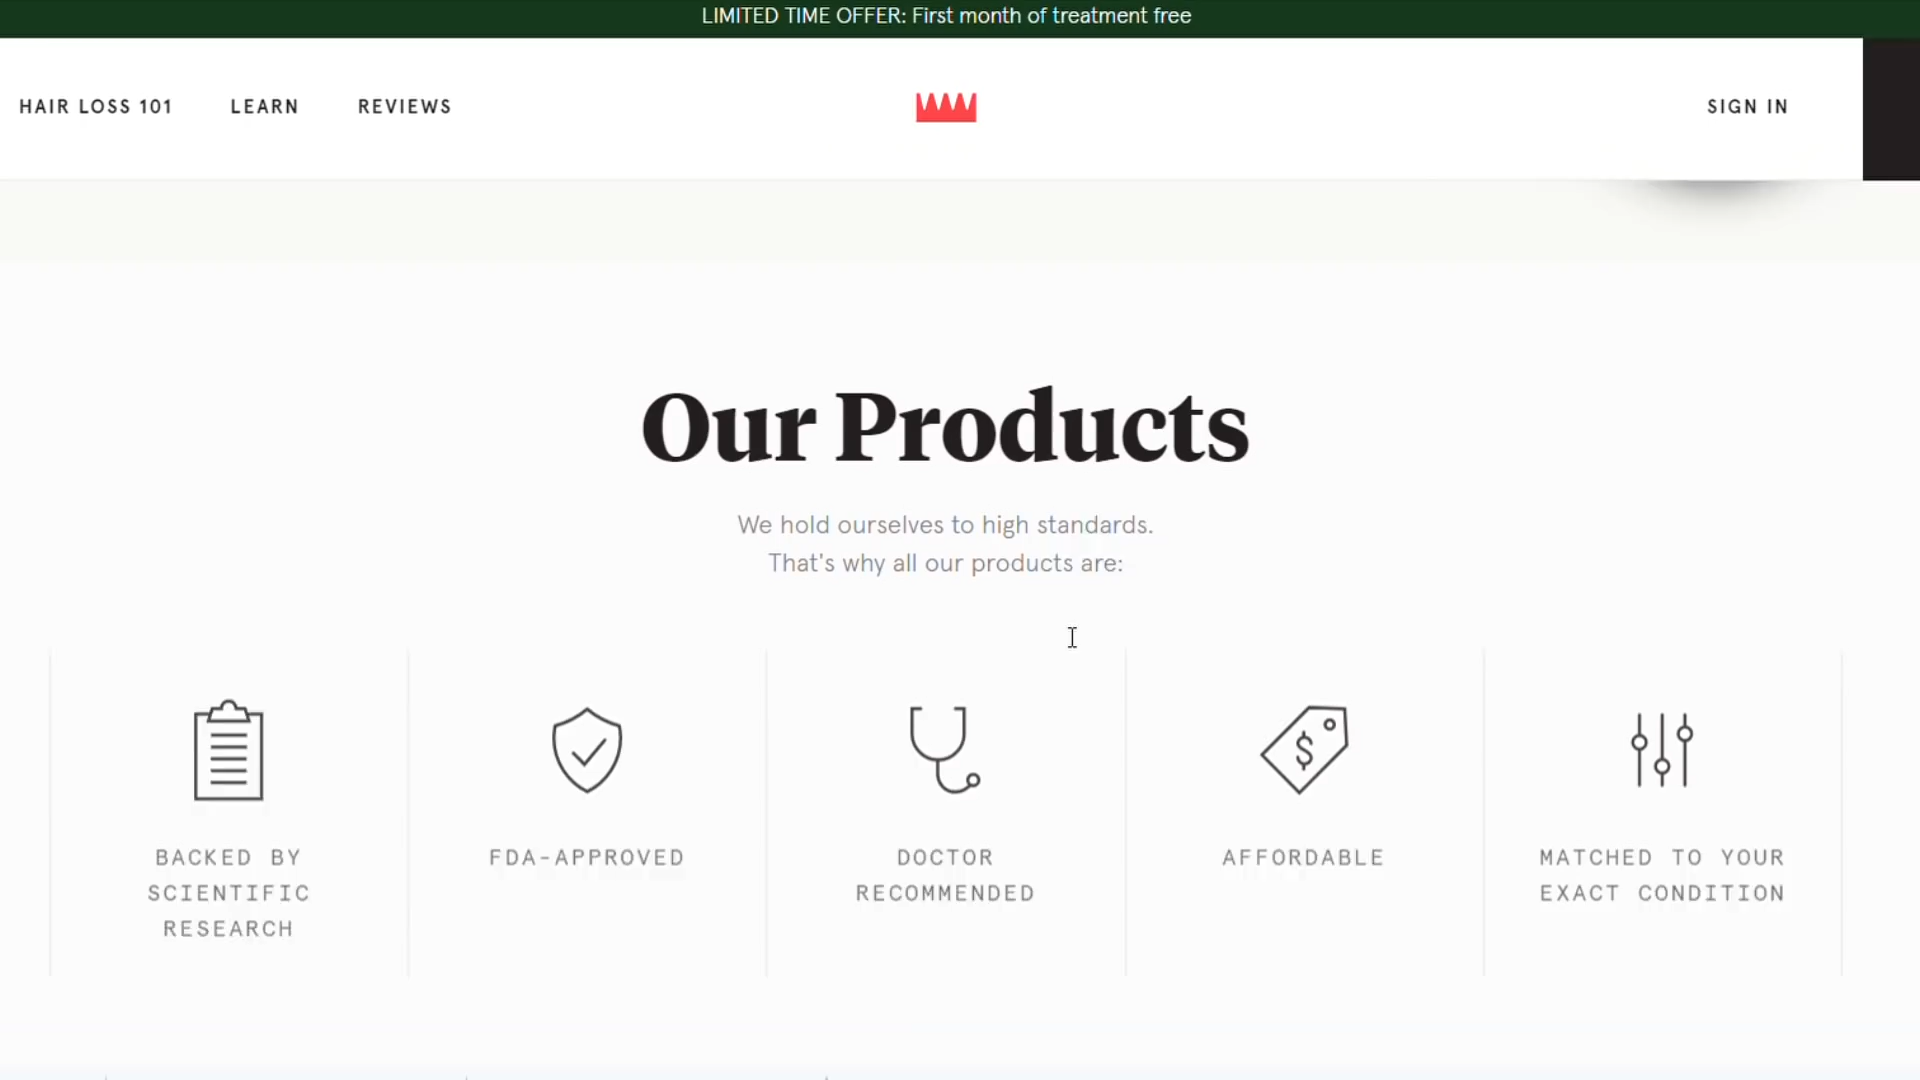 LIMITED TIME OFFER: First month of treatment free
HAIR LOSS 101
LEARN
REVIEWS
SIGN IN
Our Products
We hold ourselves to high standards.
That's why all our products are:
BACKED BY
SCIENTIFIC
RESEARCH
FDA-APPROVED
DOCTOR
RECOMMENDED
AFFORDABLE
MATCHED TO YOUR
EXACT CONDITION